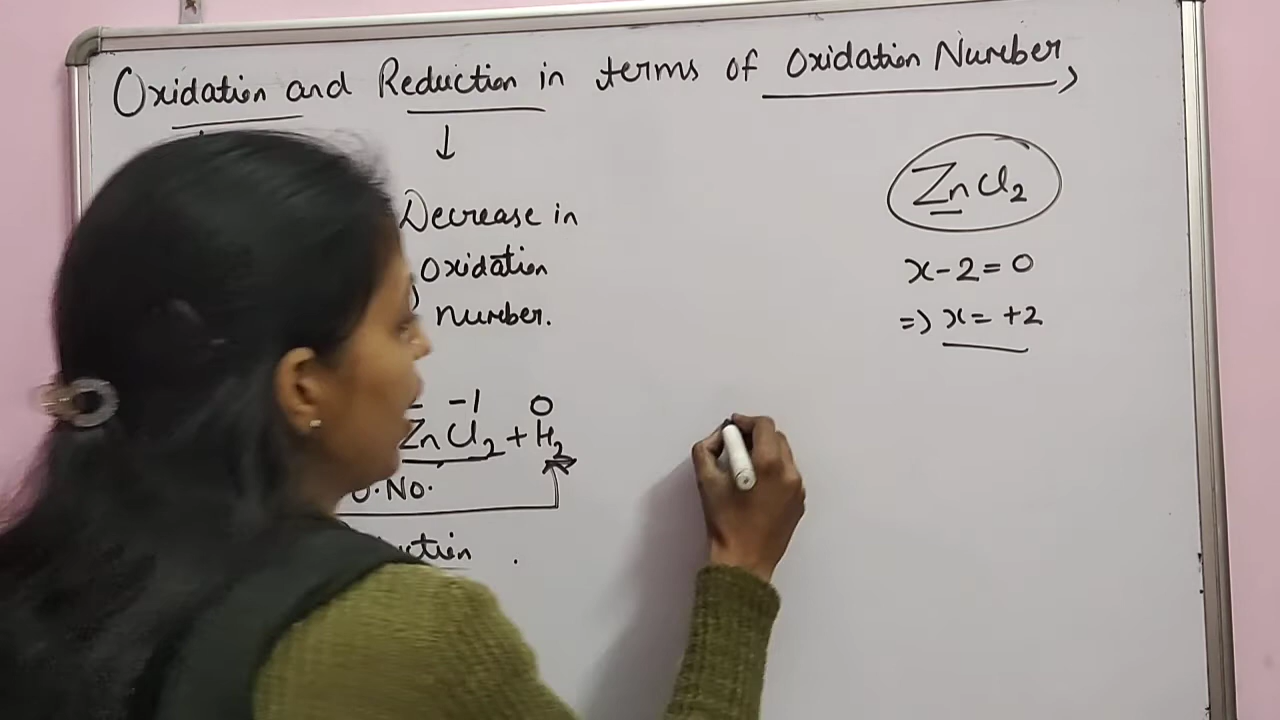 Oxidation and Reduction in terms of Oxidation Number,
↓
Decrease in
Oxidation
number.
ZnCl2
x-2=0
=) x= +2
-1 0
ZnCl2 + H2
O.No.